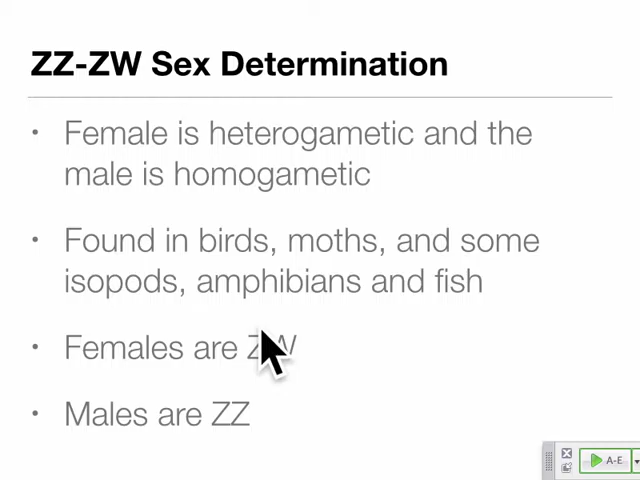 ZZ-ZW Sex Determination
• Female is heterogametic and the
male is homogametic
• Found in birds, moths, and some
isopods, amphibians and fish
• Females are ZW
• Males are ZZ
A-E